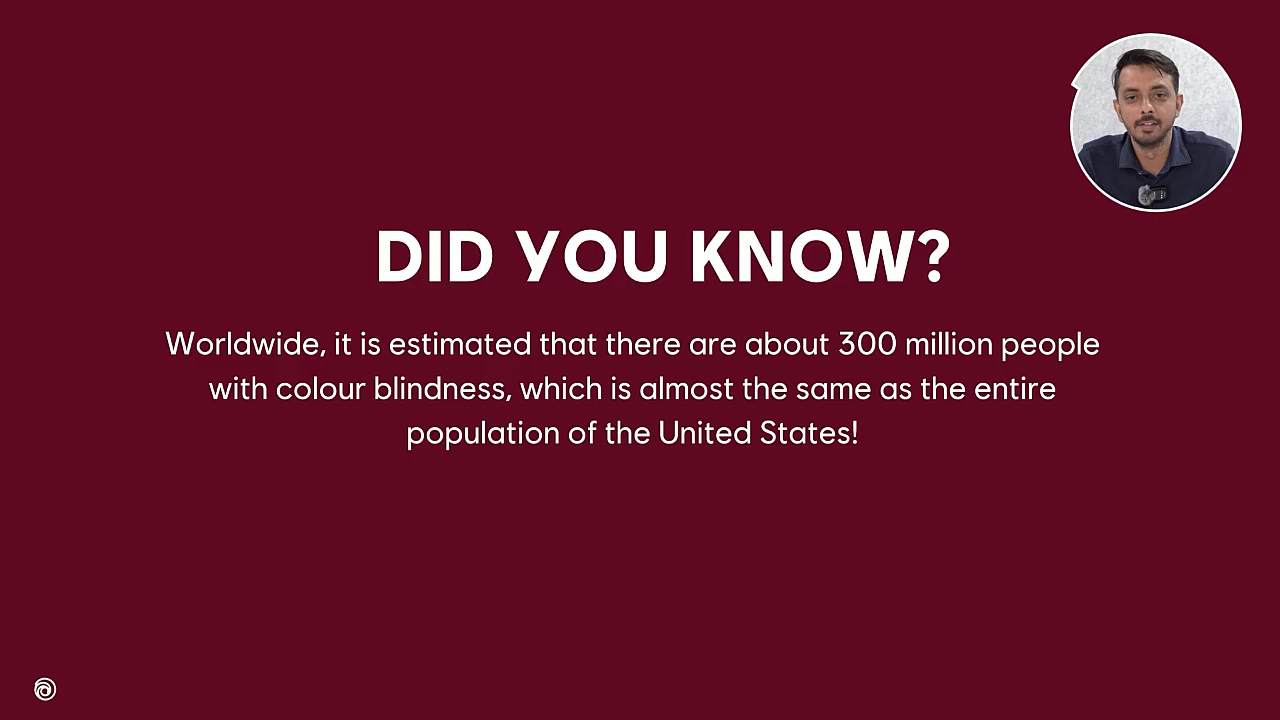 DID YOU KNOW?
Worldwide, it is estimated that there are about 300 million people
with colour blindness, which is almost the same as the entire
population of the United States!